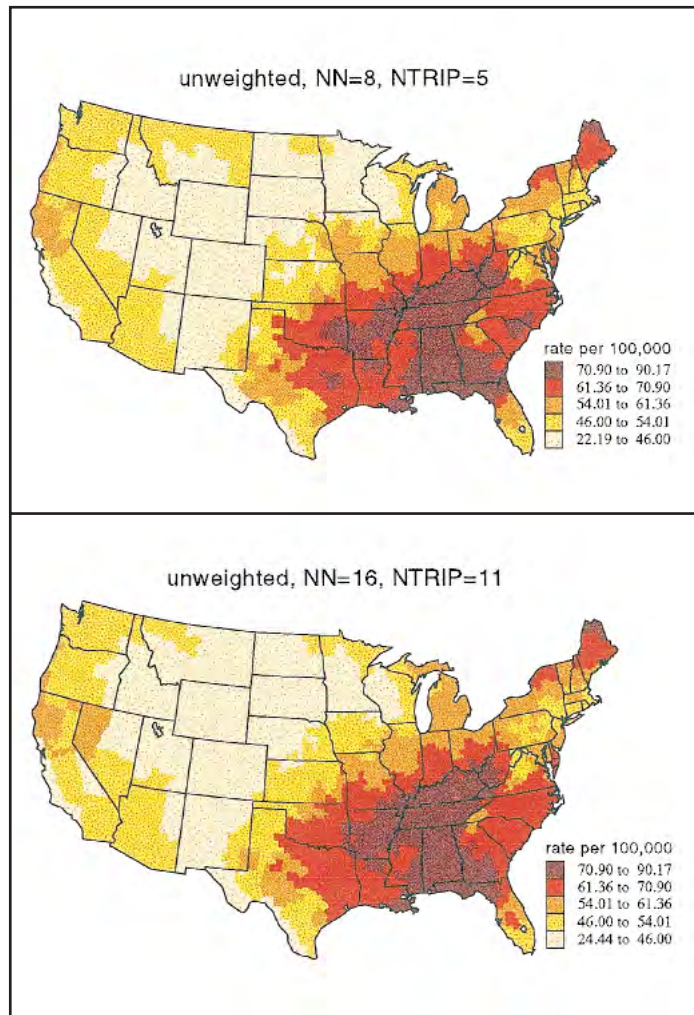 unweighted, NN=8, NTRIP=5
rate per 100,000
70.90 to 90.17
61.36 to 70.90
54.01 to 61.36
46.00 to 54.01
22.19 to 46.00
unweighted, NN=16, NTRIP=11
rate per 100,000
70.90 to 90.17
61.36 to 70.90
54.01 to 61.36
46.00 to 54.01
24.44 to 46.00